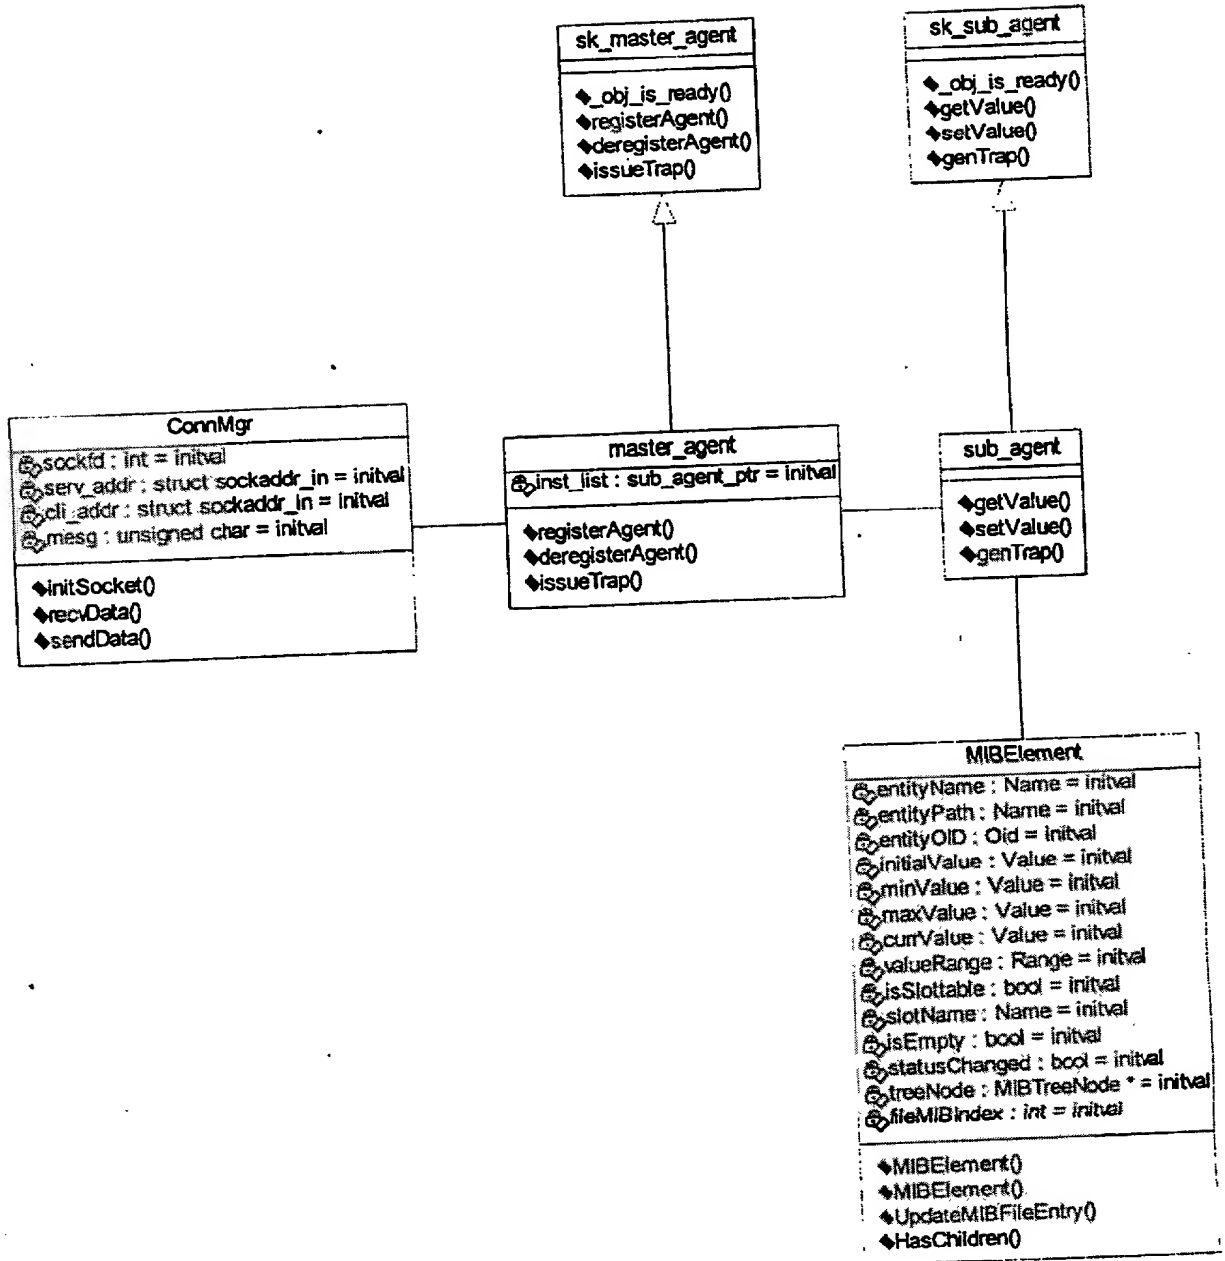 sk_master_agent
_obj_is_ready()
registerAgent()
deregisterAgent()
issueTrap()
sk_sub_agent
_obj_is_ready()
getValue()
setValue()
genTrap()
ConnMgr
sockfd : int = initval
serv_addr : struct sockaddr_in = initval
cli_addr : struct sockaddr_in = initval
mesg : unsigned char = initval
initSocket()
recvData()
sendData()
master_agent
inst_list : sub_agent_ptr = initval
registerAgent()
deregisterAgent()
issueTrap()
sub_agent
getValue()
setValue()
genTrap()
MIBElement
entityName : Name = initval
entityPath : Name = initval
entityOID : Oid = initval
initialValue : Value = initval
minValue : Value = initval
maxValue : Value = initval
currValue : Value = initval
valueRange : Range = initval
isSlottable : bool = initval
slotName : Name = initval
isEmpty : bool = initval
statusChanged : bool = initval
treeNode : MIBTreeNode * = initval
fileMIBIndex : int = initval
MIBElement()
MIBElement()
UpdateMIBFileEntry()
HasChildren()